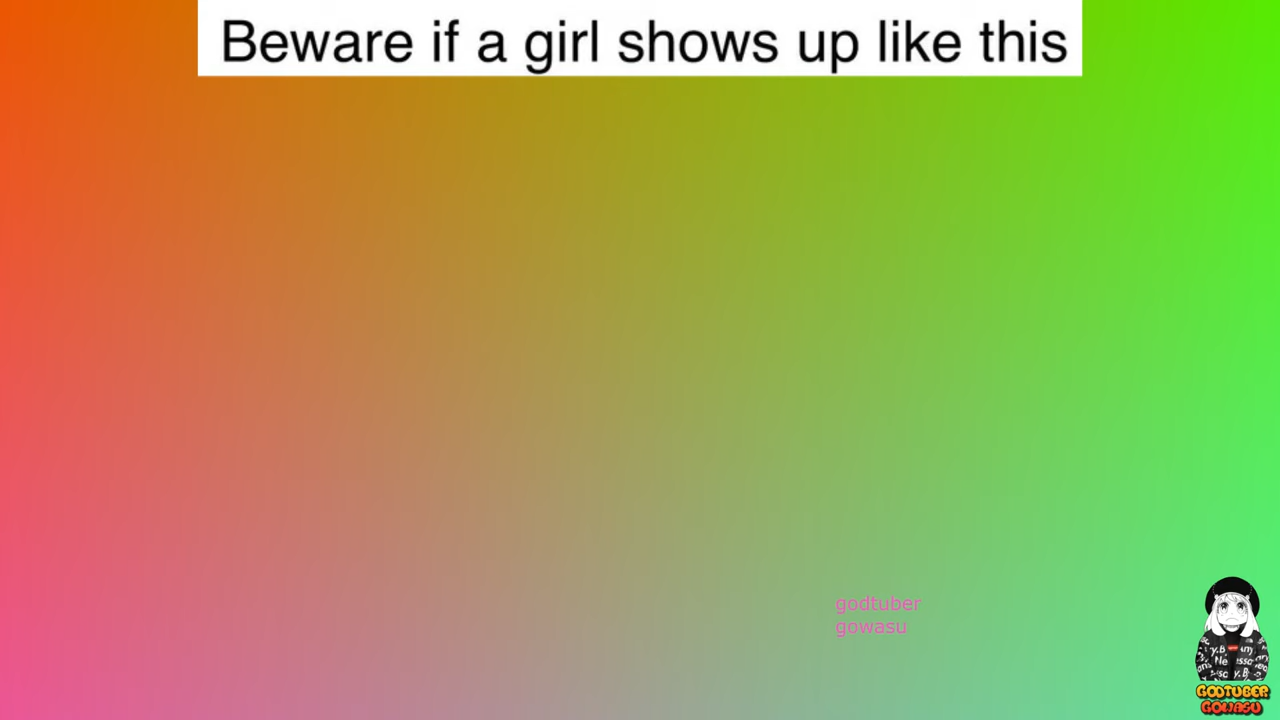 Beware if a girl shows up like this
godtuber
gowasu
GODTUBER
GOWASU